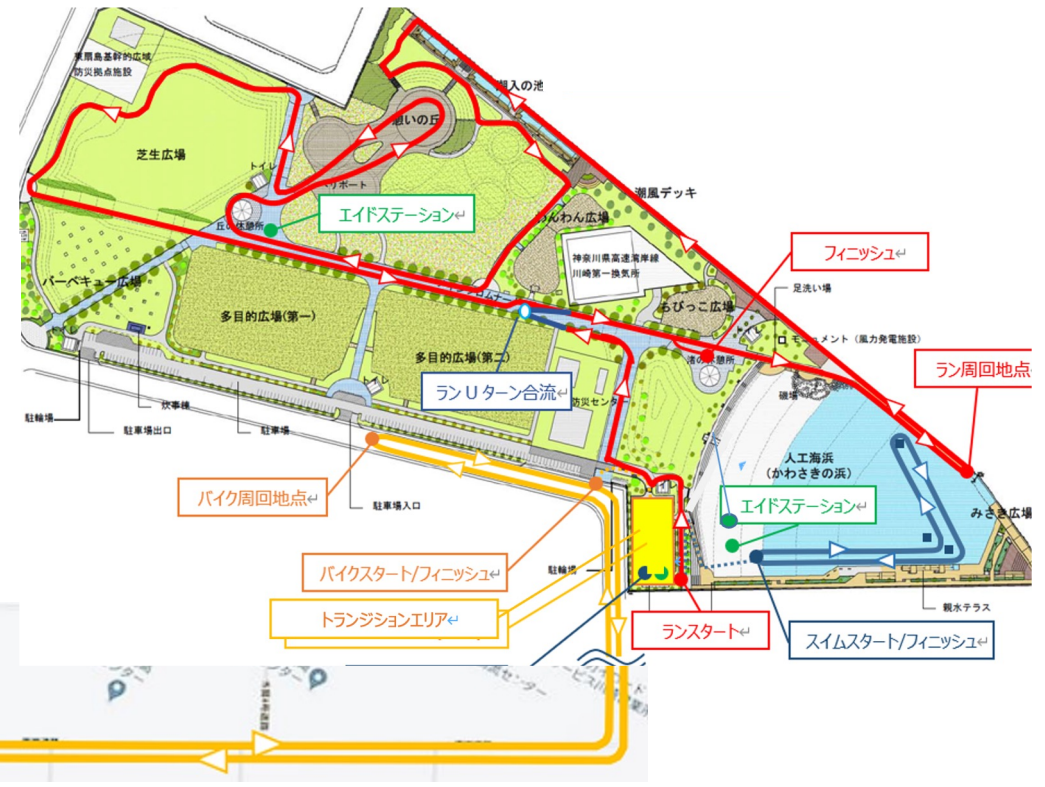 東扇島基幹的広域
防災拠点施設
潮入の池
憩いの丘
芝生広場
トイレ
エイドステーション↵
潮風デッキ
わんわん広場
フィニッシュ↵
丘の休憩所
神奈川県高速湾岸線
川崎第一換気所
足洗い場
バーベキュー広場
多目的広場(第一)
モニュメント (風力発電施設)
渚の休憩所
多目的広場(第二)
ラン周回地点
ランUターン合流↵
磯場
防災センター
駐輪場
炊事棟
駐車場出口
駐車場
トイレ
人工海浜
(かわさきの浜)
バイク周回地点↵
駐車場入口
エイドステーション↵
みさき広場
バイクスタート/フィニッシュ↵
駐輪場
親水テラス
トランジションエリア↵
ランスタート↵
スイムスタート/フィニッシュ↵